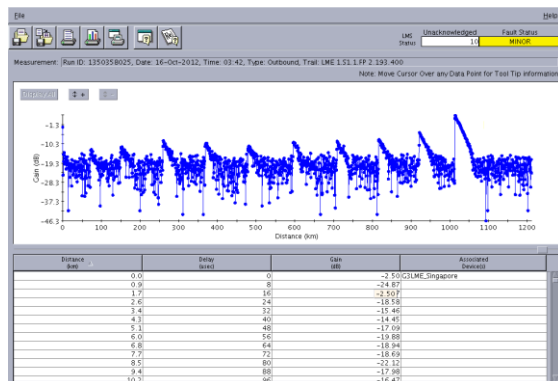 File Help
LMS Status Unacknowledged 10 Fault Status MINOR
Measurement: Run ID: 1350358025, Date: 16-Oct-2012, Time: 03:42, Type: Outbound, Trail: LME 1.S1.1.FP 2.193.400
Note: Move Cursor Over any Data Point for Tool Tip information
Gain (dB)
-1.3
-10.3
-19.3
-28.3
-37.3
-46.3
0 100 200 300 400 500 600 700 800 900 1000 1100 1200
Distance (km)
Distance (km) Delay (µsec) Gain (dB) Associated Device(s)
0.0 0 -2.50 G3LME_Singapore
0.9 8 -24.87
1.7 16 -2.507
2.6 24 -18.58
3.4 32 -15.46
4.3 40 -14.45
5.1 48 -17.09
6.0 56 -19.88
6.8 64 -18.94
7.7 72 -18.69
8.5 80 -22.12
9.4 88 -17.98
10.2 96 -16.47